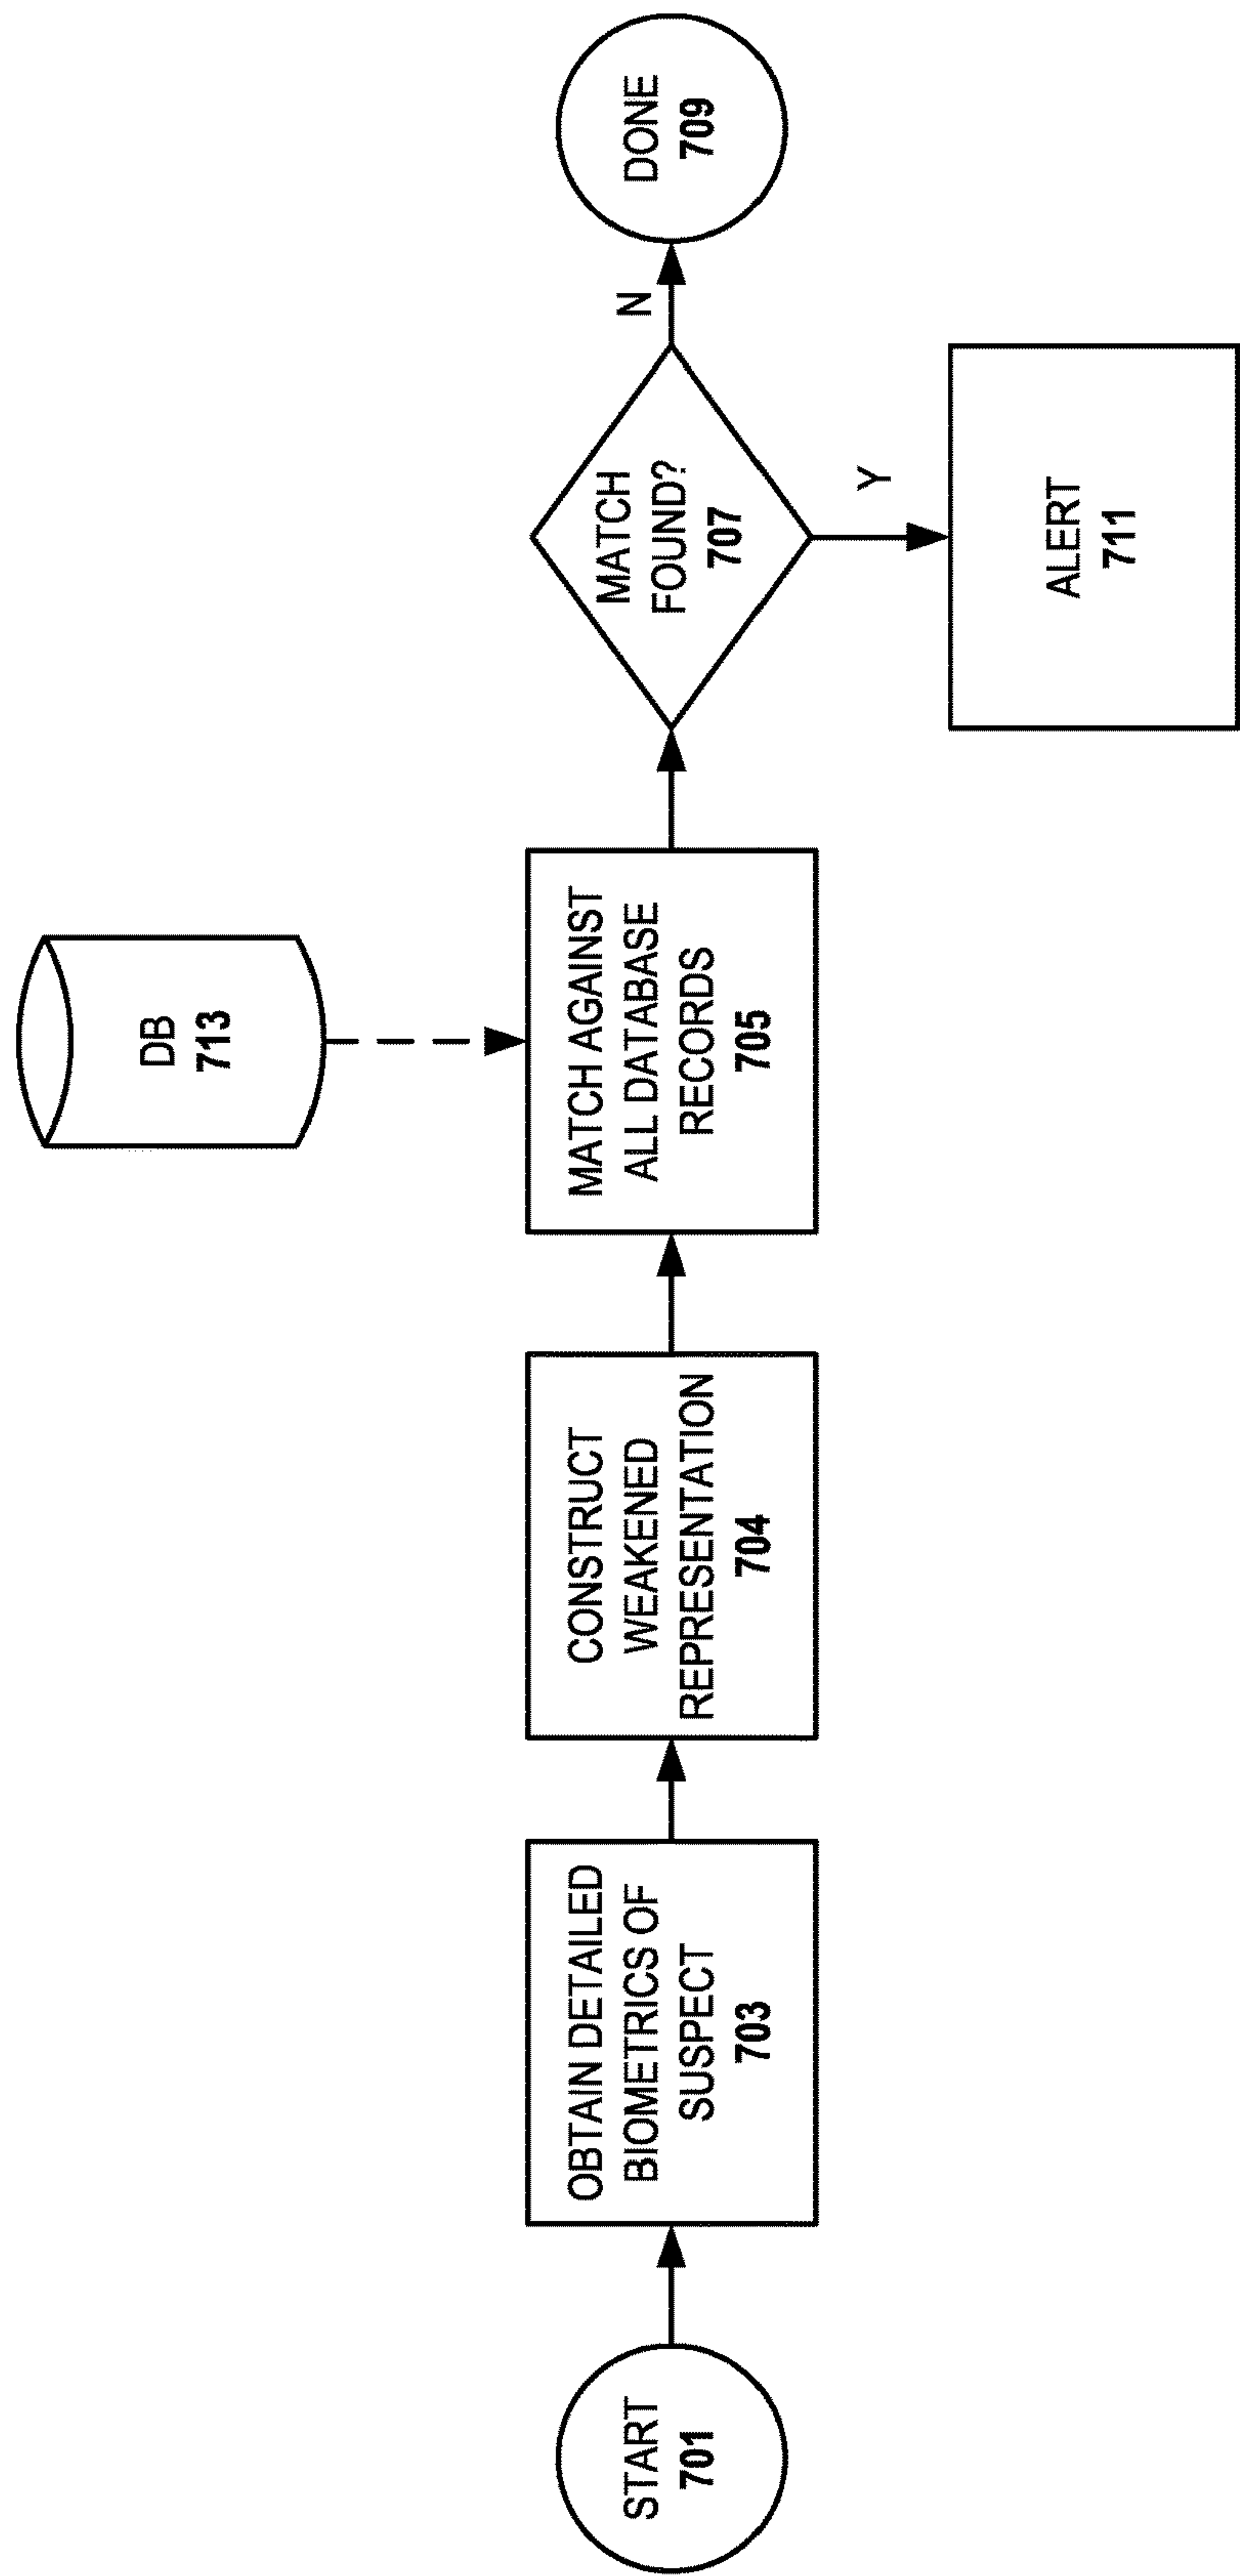 START
701
OBTAIN DETAILED
BIOMETRICS OF
SUSPECT
703
CONSTRUCT
WEAKENED
REPRESENTATION
704
DB
713
MATCH AGAINST
ALL DATABASE
RECORDS
705
MATCH
FOUND?
707
N
DONE
709
Y
ALERT
711